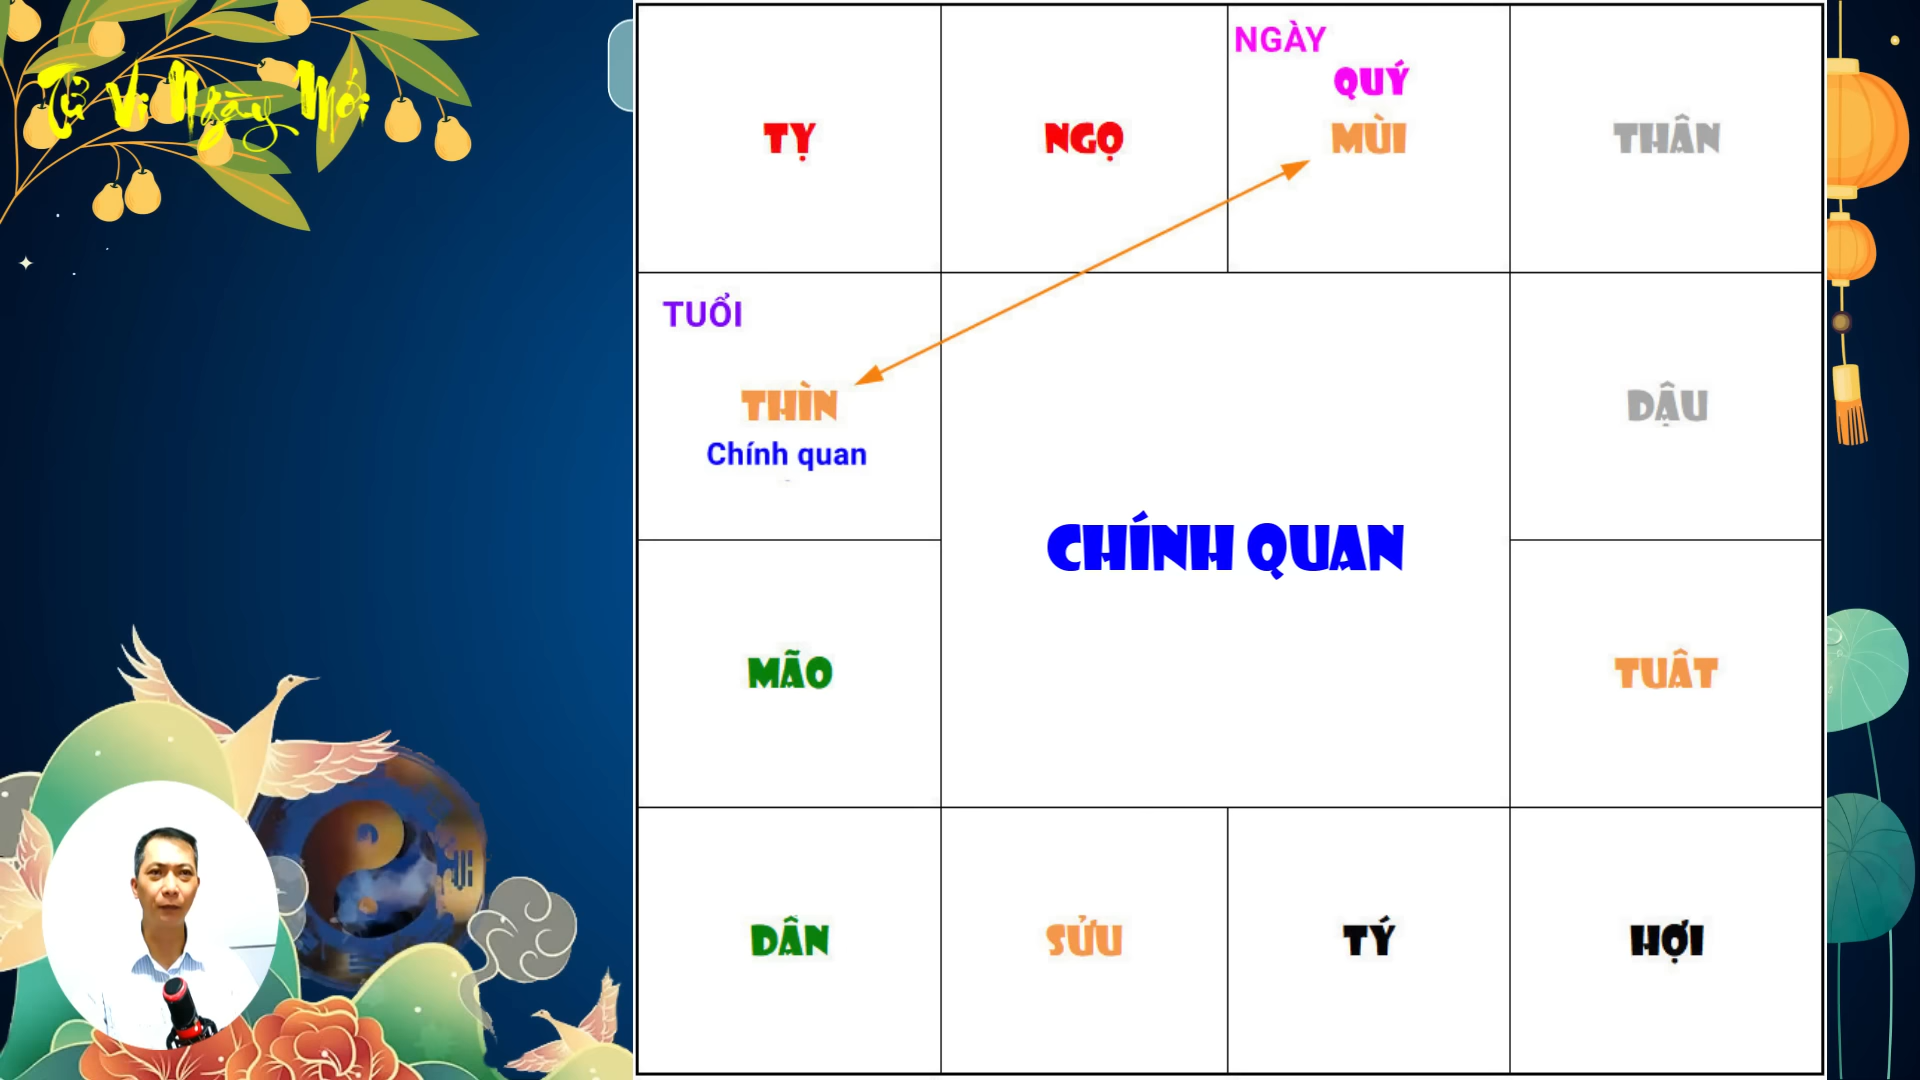 Tử Vi Ngày Mới
NGÀY
QUÝ
TỴ
NGỌ
MÙI
THÂN
TUỔI
THÌN
DẬU
Chính quan
CHÍNH QUAN
MÃO
TUẤT
DẦN
SỬU
TÝ
HỢI